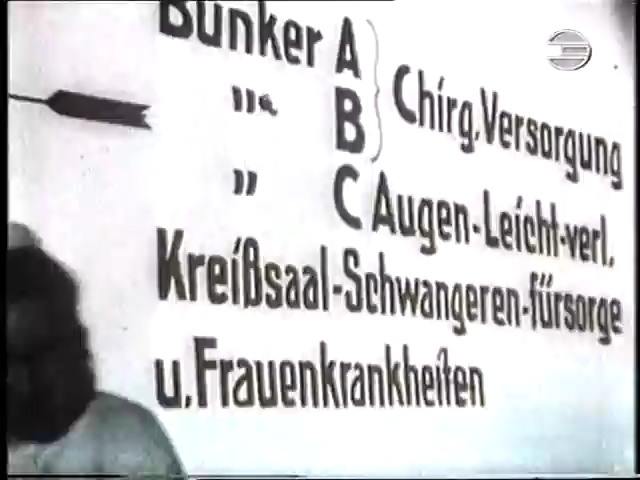 Bunker A
„ B
Chirg. Versorgung
„ C Augen-Leicht-verl.
Kreißsaal-Schwangeren-fürsorge
u. Frauenkrankheiten